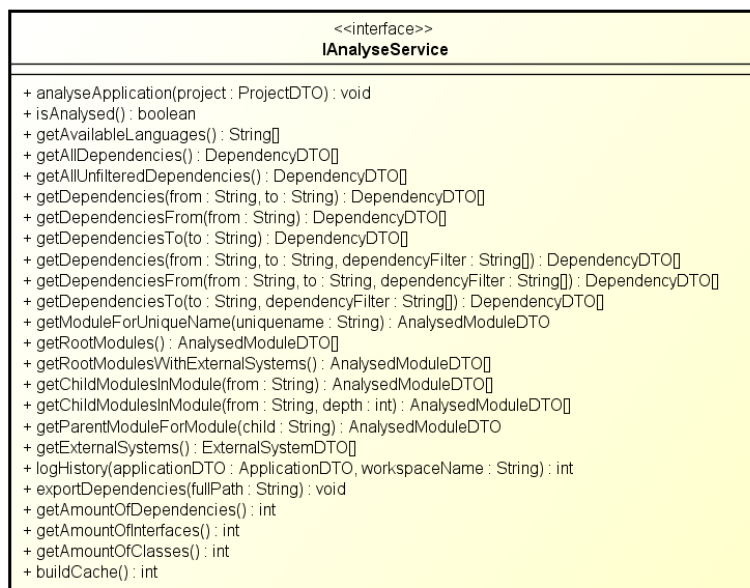 <<interface>>
IAnalyseService
+ analyseApplication(project : ProjectDTO) : void
+ isAnalysed() : boolean
+ getAvailableLanguages() : String[]
+ getAllDependencies() : DependencyDTO[]
+ getAllUnfilteredDependencies() : DependencyDTO[]
+ getDependencies(from : String, to : String) : DependencyDTO[]
+ getDependenciesFrom(from : String) : DependencyDTO[]
+ getDependenciesTo(to : String) : DependencyDTO[]
+ getDependencies(from : String, to : String, dependencyFilter : String[]) : DependencyDTO[]
+ getDependenciesFrom(from : String, to : String, dependencyFilter : String[]) : DependencyDTO[]
+ getDependenciesTo(to : String, dependencyFilter : String[]) : DependencyDTO[]
+ getModuleForUniqueName(uniquename : String) : AnalysedModuleDTO
+ getRootModules() : AnalysedModuleDTO[]
+ getRootModulesWithExternalSystems() : AnalysedModuleDTO[]
+ getChildModulesInModule(from : String) : AnalysedModuleDTO[]
+ getChildModulesInModule(from : String, depth : int) : AnalysedModuleDTO[]
+ getParentModuleForModule(child : String) : AnalysedModuleDTO
+ getExternalSystems() : ExternalSystemDTO[]
+ logHistory(applicationDTO : ApplicationDTO, workspaceName : String) : int
+ exportDependencies(fullPath : String) : void
+ getAmountOfDependencies() : int
+ getAmountOfInterfaces() : int
+ getAmountOfClasses() : int
+ buildCache() : int